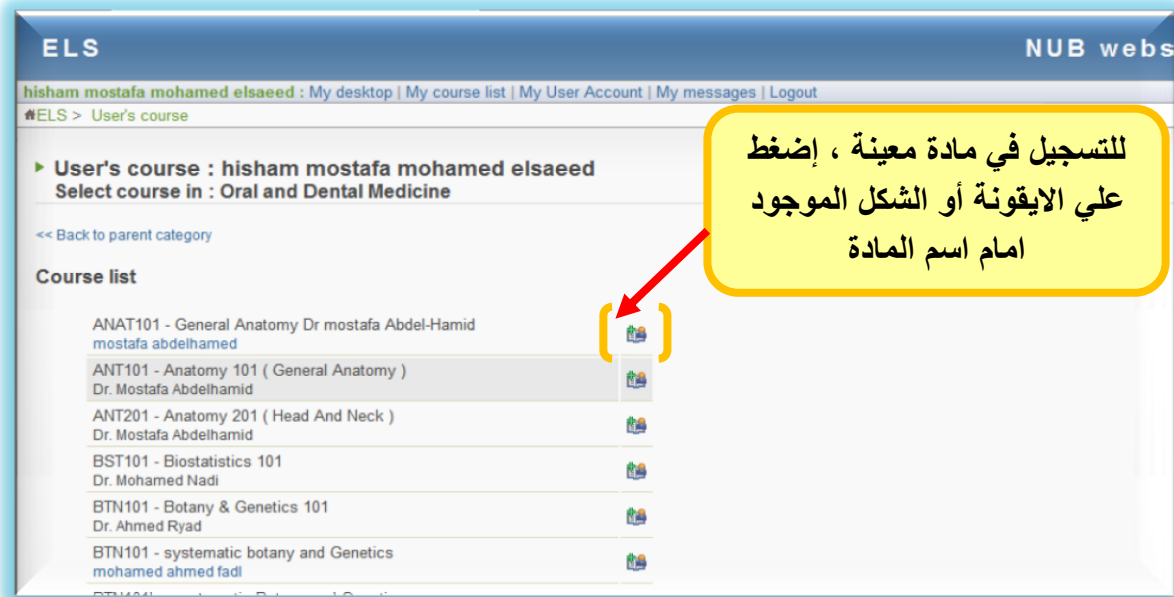 ELS
NUB webs
hisham mostafa mohamed elsaeed : My desktop | My course list | My User Account | My messages | Logout
ELS > User's course
User's course : hisham mostafa mohamed elsaeed
Select course in : Oral and Dental Medicine
للتسجيل في مادة معينة ، إضغط
علي الايقونة أو الشكل الموجود
امام اسم المادة
<< Back to parent category
Course list
ANAT101 - General Anatomy Dr mostafa Abdel-Hamid
mostafa abdelhamed
ANT101 - Anatomy 101 ( General Anatomy )
Dr. Mostafa Abdelhamid
ANT201 - Anatomy 201 ( Head And Neck )
Dr. Mostafa Abdelhamid
BST101 - Biostatistics 101
Dr. Mohamed Nadi
BTN101 - Botany & Genetics 101
Dr. Ahmed Ryad
BTN101 - systematic botany and Genetics
mohamed ahmed fadl